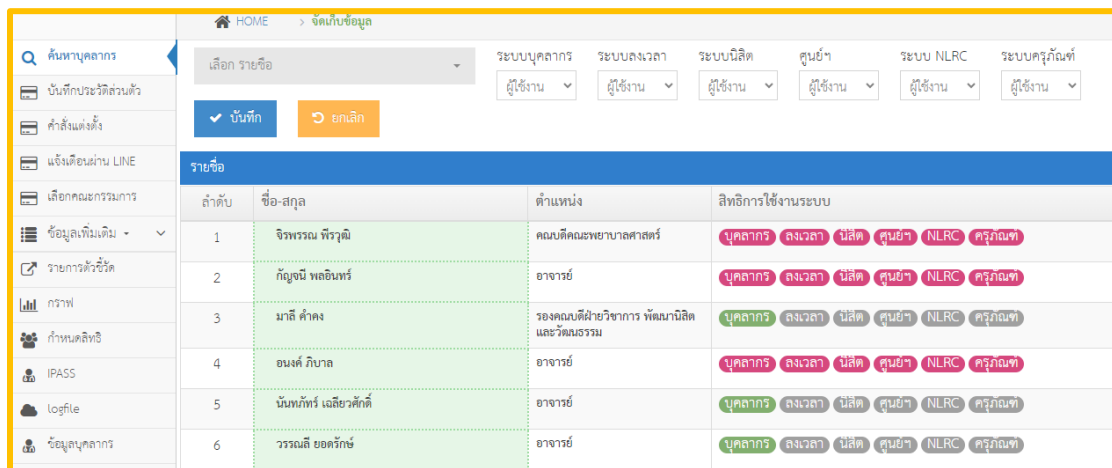 HOME > จัดเก็บข้อมูล
ค้นหาบุคลากร
บันทึกประวัติส่วนตัว
คำสั่งแต่งตั้ง
แจ้งเตือนผ่าน LINE
เลือกคณะกรรมการ
ข้อมูลเพิ่มเติม
รายการตัวชี้วัด
กราฟ
กำหนดสิทธิ
IPASS
logfile
ข้อมูลบุคลากร
เลือก รายชื่อ
ระบบบุคลากร ระบบลงเวลา ระบบนิสิต ศูนย์ฯ ระบบ NLRC ระบบครุภัณฑ์
ผู้ใช้งาน ผู้ใช้งาน ผู้ใช้งาน ผู้ใช้งาน ผู้ใช้งาน ผู้ใช้งาน
บันทึก ยกเลิก
รายชื่อ
ลำดับ ชื่อ-สกุล ตำแหน่ง สิทธิการใช้งานระบบ
1 จิรพรรณ พีรวุฒิ คณบดีคณะพยาบาลศาสตร์ บุคลากร ลงเวลา นิสิต ศูนย์ฯ NLRC ครุภัณฑ์
2 กัญจนี พลอินทร์ อาจารย์ บุคลากร ลงเวลา นิสิต ศูนย์ฯ NLRC ครุภัณฑ์
3 มาลี คำคง รองคณบดีฝ่ายวิชาการ พัฒนานิสิต บุคลากร ลงเวลา นิสิต ศูนย์ฯ NLRC ครุภัณฑ์
และวัฒนธรรม
4 อนงค์ ภิบาล อาจารย์ บุคลากร ลงเวลา นิสิต ศูนย์ฯ NLRC ครุภัณฑ์
5 นันทภัทร์ เฉลียวศักดิ์ อาจารย์ บุคลากร ลงเวลา นิสิต ศูนย์ฯ NLRC ครุภัณฑ์
6 วรรณลี ยอดรักษ์ อาจารย์ บุคลากร ลงเวลา นิสิต ศูนย์ฯ NLRC ครุภัณฑ์